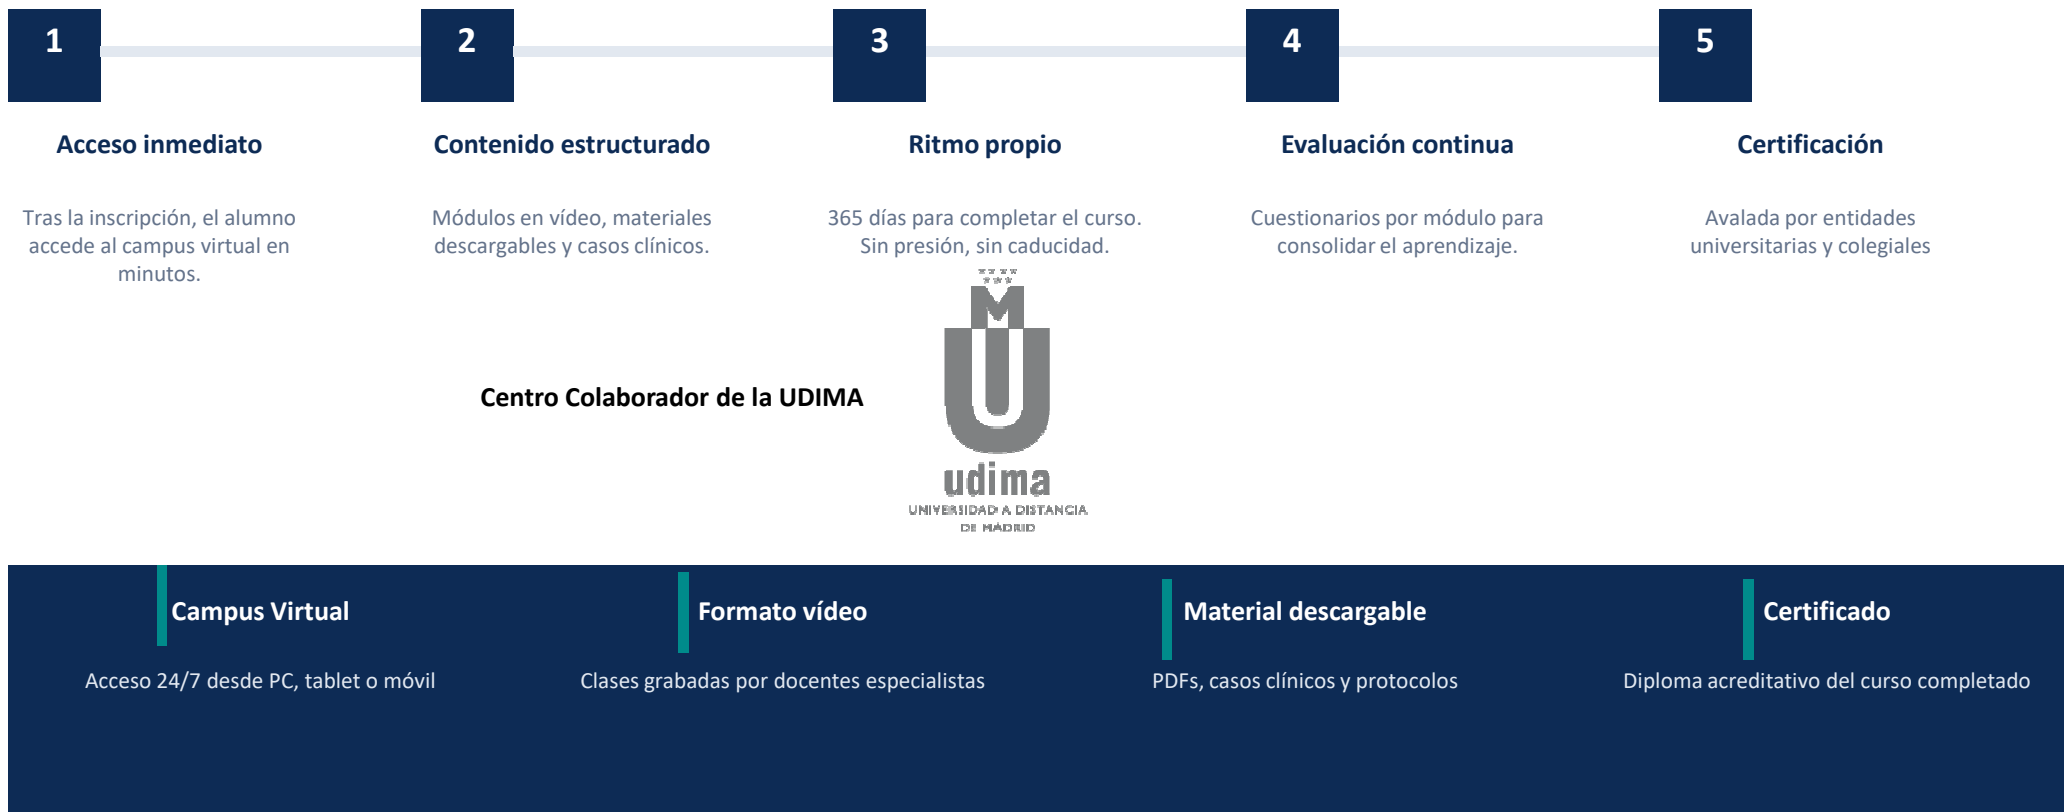 1
2
3
4
5
Acceso inmediato
Contenido estructurado
Ritmo propio
Evaluación continua
Certificación
Tras la inscripción, el alumno
accede al campus virtual en
minutos.
Módulos en vídeo, materiales
descargables y casos clínicos.
365 días para completar el curso.
Sin presión, sin caducidad.
Cuestionarios por módulo para
consolidar el aprendizaje.
Avalada por entidades
universitarias y colegiales
Centro Colaborador de la UDIMA
M
U
udima
UNIVERSIDAD A DISTANCIA
DE MADRID
Campus Virtual
Formato vídeo
Material descargable
Certificado
Acceso 24/7 desde PC, tablet o móvil
Clases grabadas por docentes especialistas
PDFs, casos clínicos y protocolos
Diploma acreditativo del curso completado